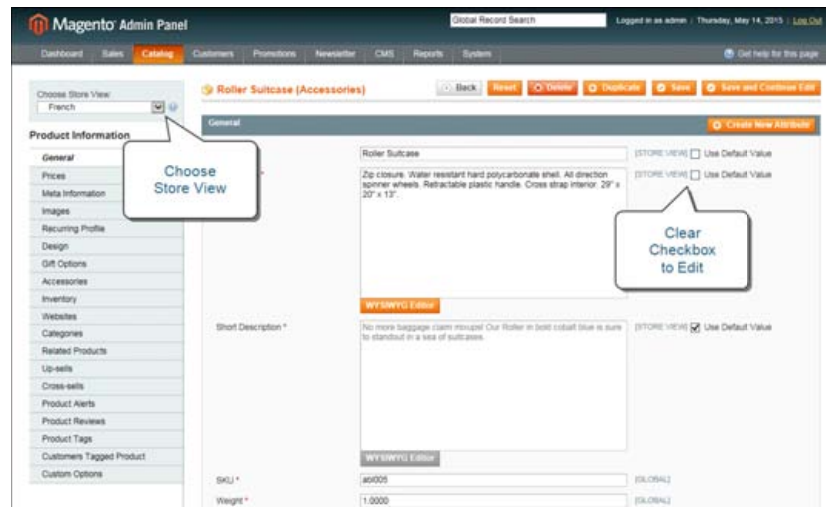 Magento Admin Panel
Global Record Search
Logged in as admin | Thursday, May 14, 2015 | Log Out
Dashboard Sales Catalog Customers Promotions Newsletter CMS Reports System
Get help for this page
Choose Store View:
French
Roller Suitcase (Accessories)
Back Reset Delete Duplicate Save Save and Continue Edit
Product Information
General
Prices
Meta Information
Images
Recurring Profile
Design
Gift Options
Accessories
Inventory
Websites
Categories
Related Products
Up-sells
Cross-sells
Product Alerts
Product Reviews
Product Tags
Customers Tagged Product
Custom Options
Choose
Store View
General
Create New Attribute
Roller Suitcase
[STORE VIEW] Use Default Value
Zip closure. Water resistant hard polycarbonate shell. All direction
spinner wheels. Retractable plastic handle. Cross strap interior. 29" x
20" x 13".
[STORE VIEW] Use Default Value
Clear
Checkbox
to Edit
WYSIWYG Editor
Short Description *
No more baggage claim Our Roller in bold cobalt blue is sure
to standout in a sea of suitcases.
[STORE VIEW] Use Default Value
WYSIWYG Editor
SKU *
abl005
[GLOBAL]
Weight *
1.0000
[GLOBAL]